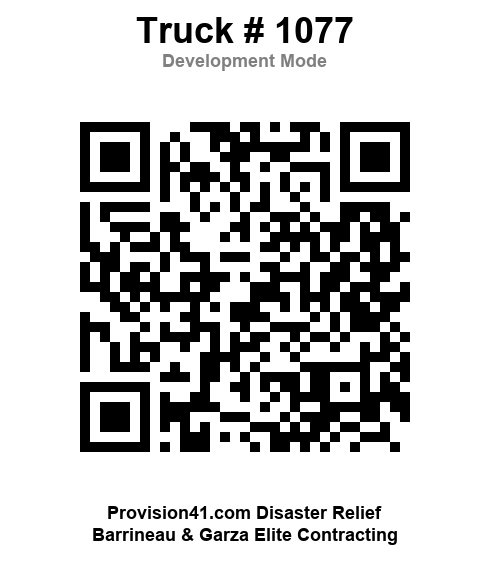 Truck # 1077
Development Mode
Provision41.com Disaster Relief
Barrineau & Garza Elite Contracting